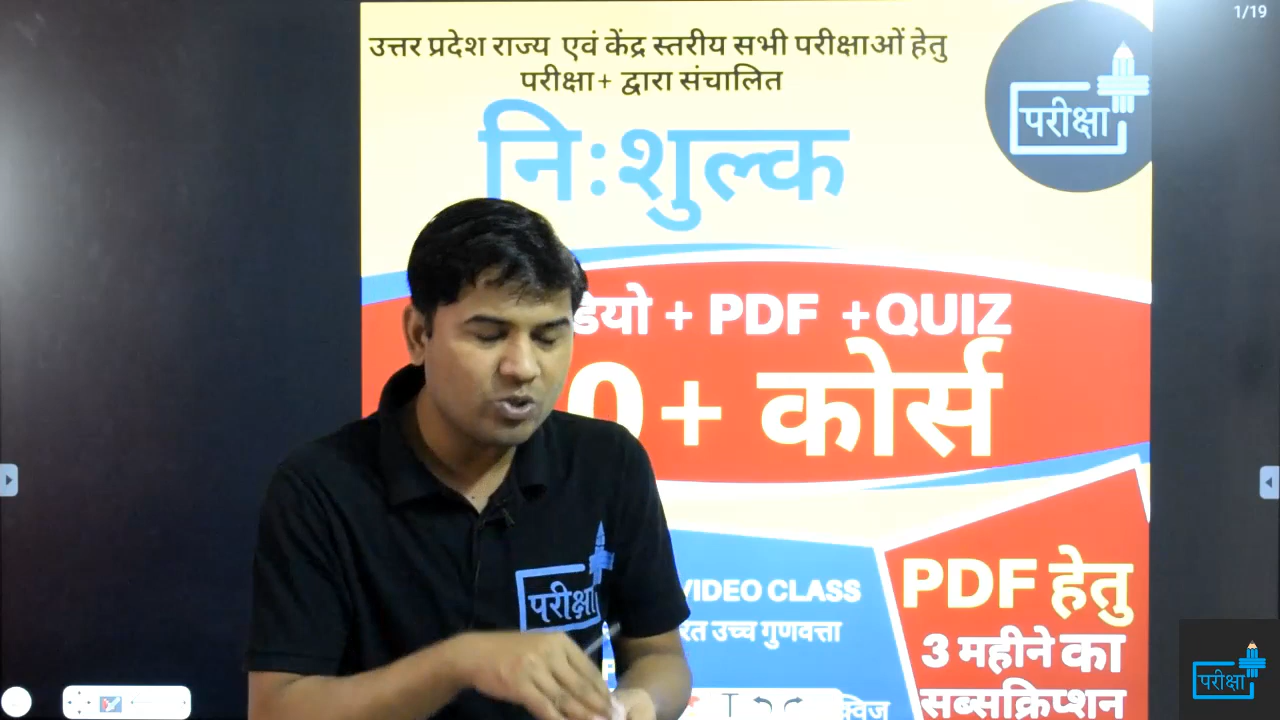 1/19
उत्तर प्रदेश राज्य एवं केंद्र स्तरीय सभी परीक्षाओं हेतु
परीक्षा+ द्वारा संचालित
परीक्षा
निःशुल्क
+ PDF +QUIZ
0+ कोर्स
VIDEO CLASS
उच्च गुणवत्ता
PDF हेतु
3 महीने का
सब्सक्रिप्शन
क्विज
परीक्षा
T
परीक्षा